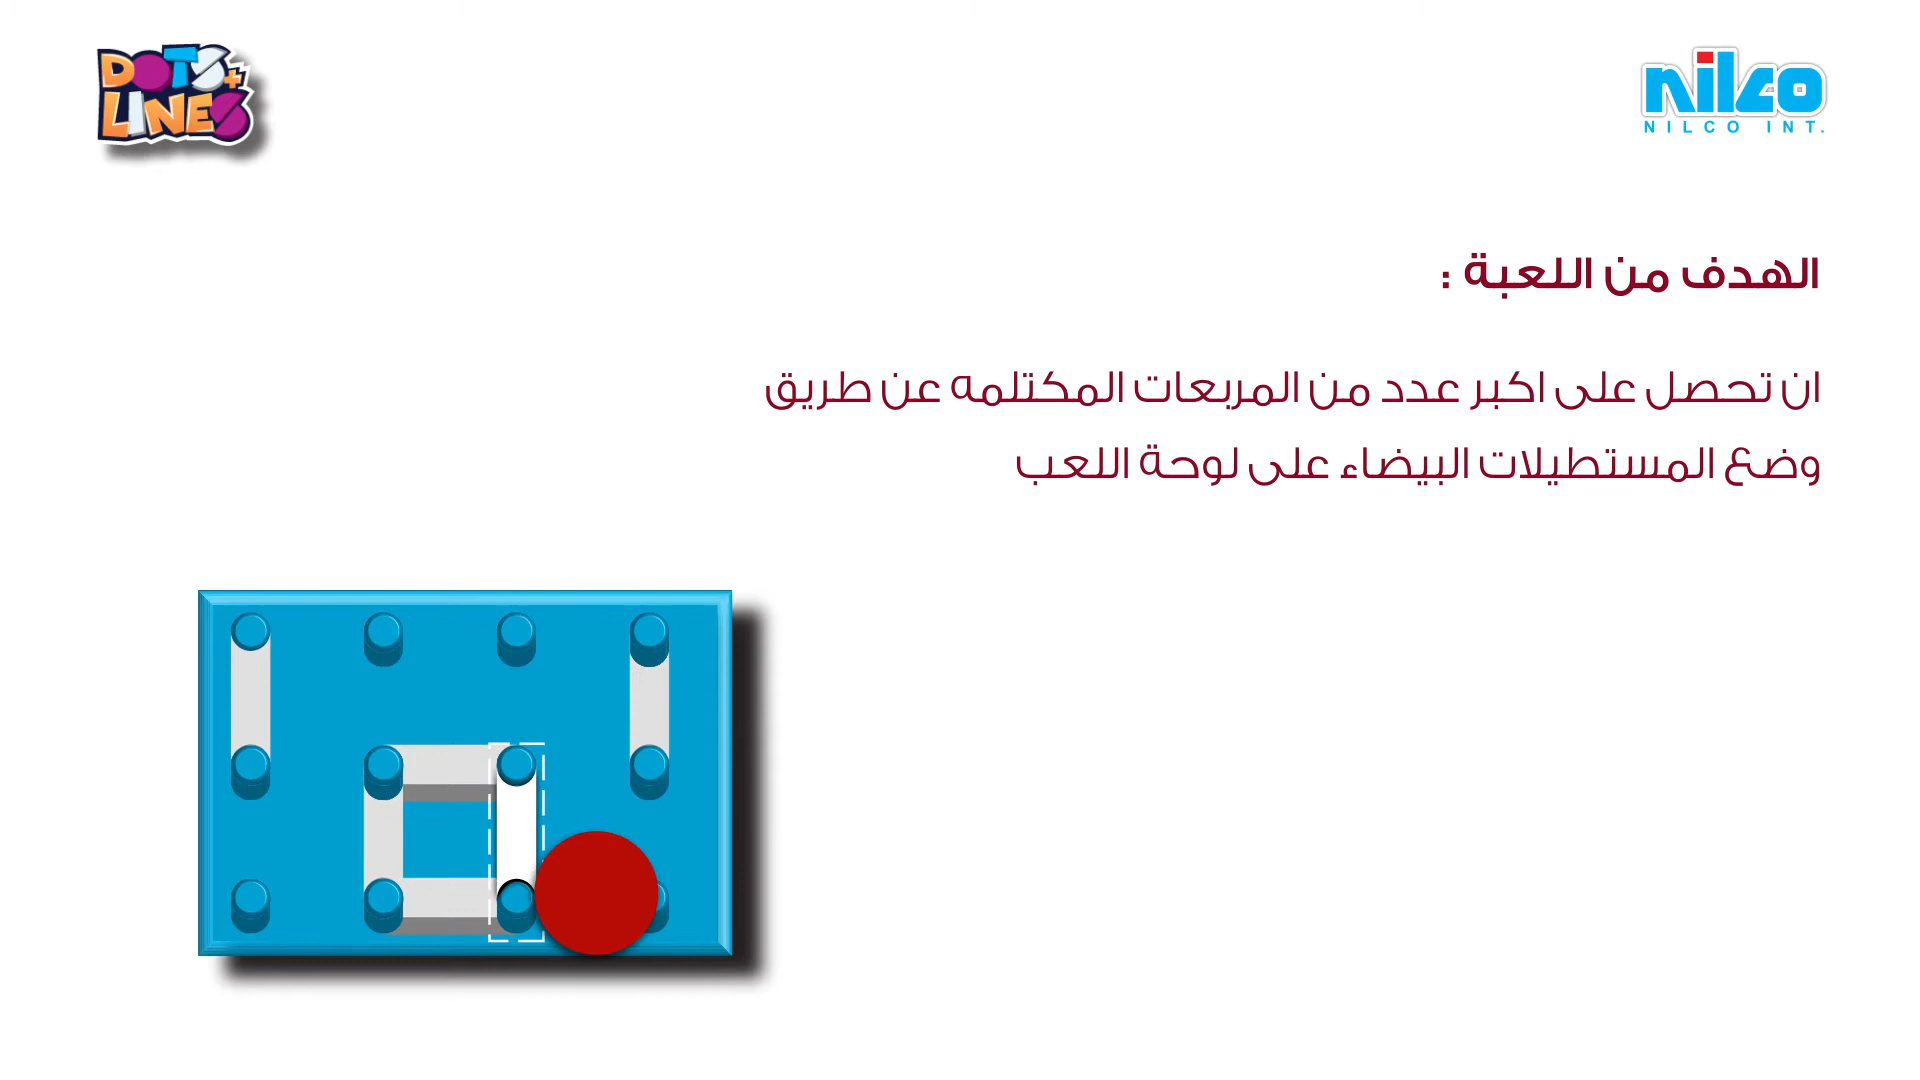 DOTS+
LINES
nilco
NILCO INT.
الهدف من اللعبة :
ان تحصل على اكبر عدد من المربعات المكتلمه عن طريق
وضع المستطيلات البيضاء على لوحة اللعب